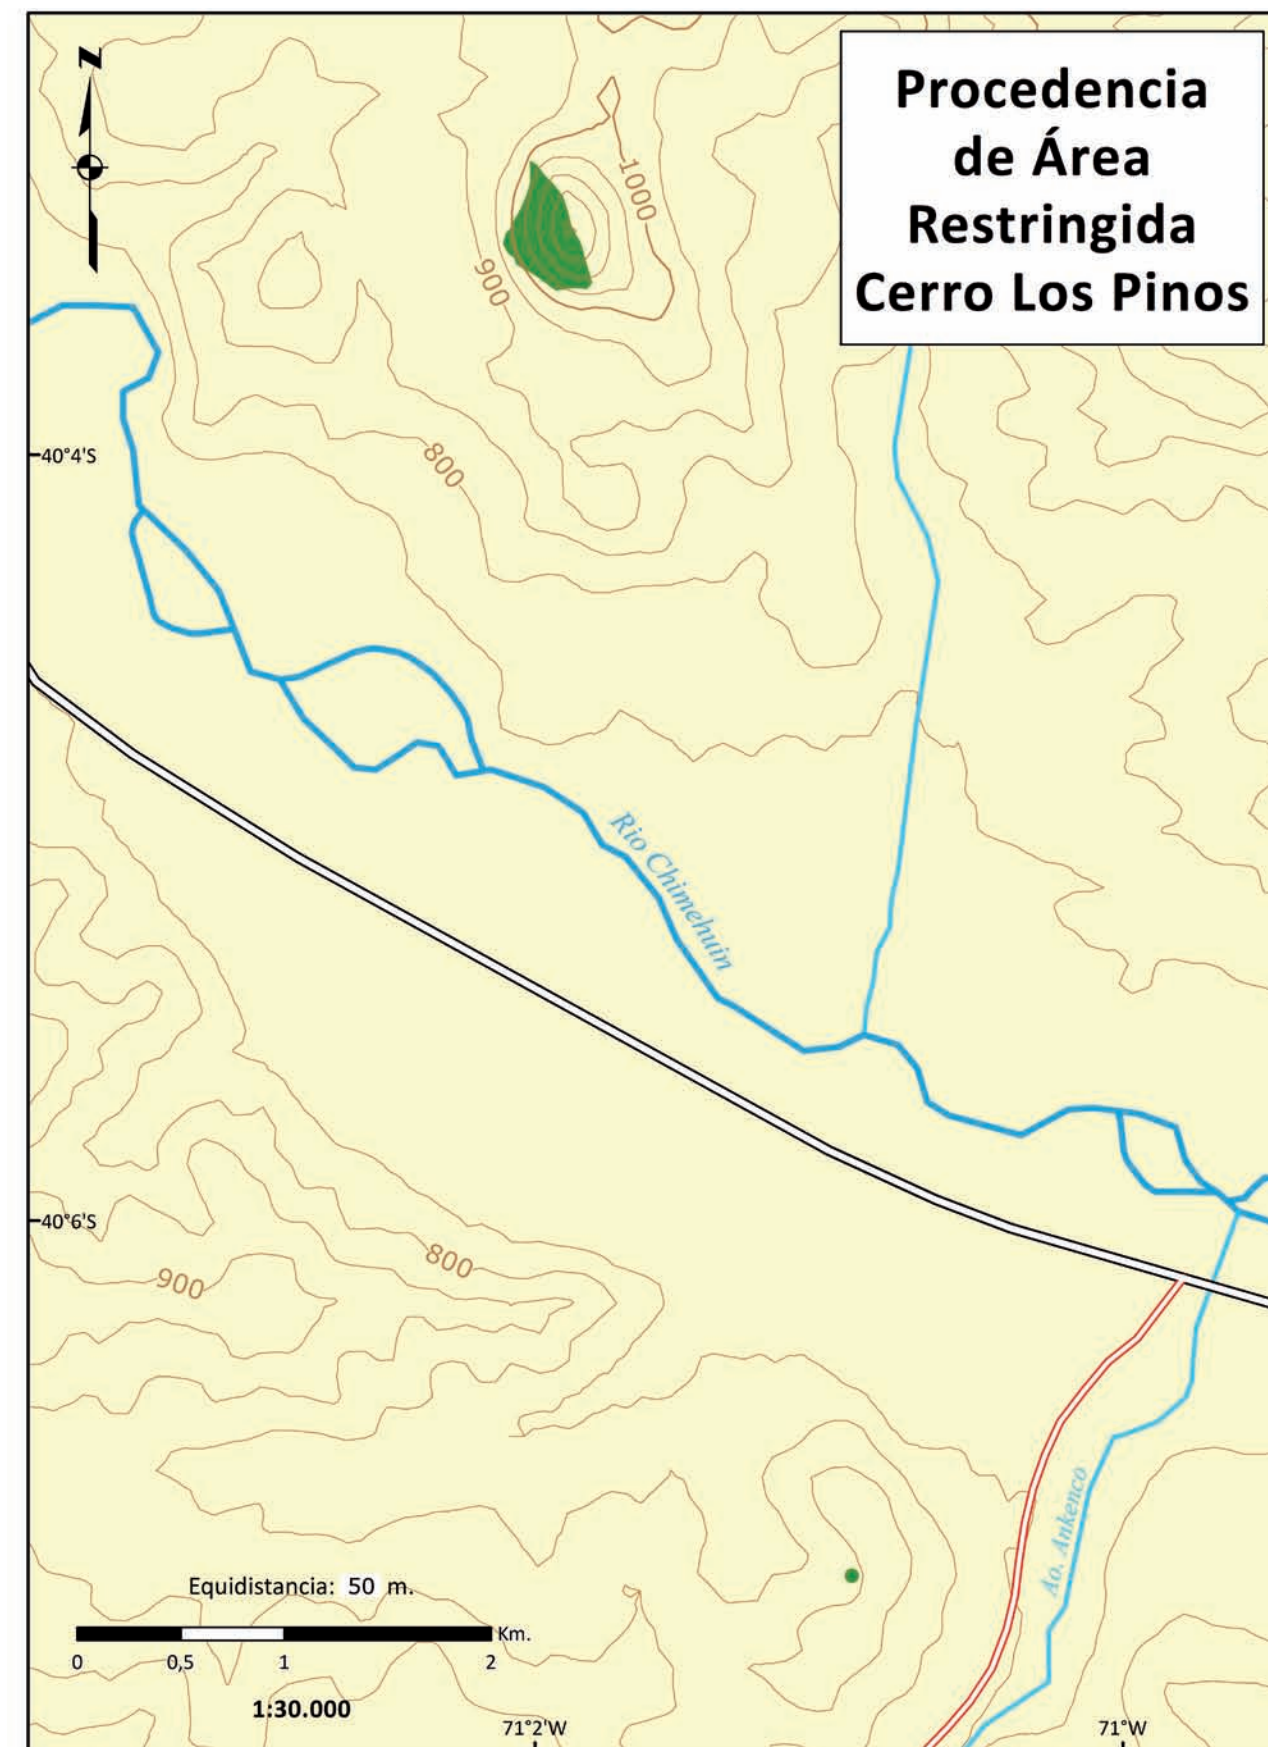 N
Procedencia
de Área
Restringida
Cerro Los Pinos
1000
900
800
40°4'S
Rio Chimehuin
40°6'S
800
900
Ao. Ankenco
Equidistancia: 50 m.
Km.
0 0,5 1 2
1:30.000
71°2'W
71°W